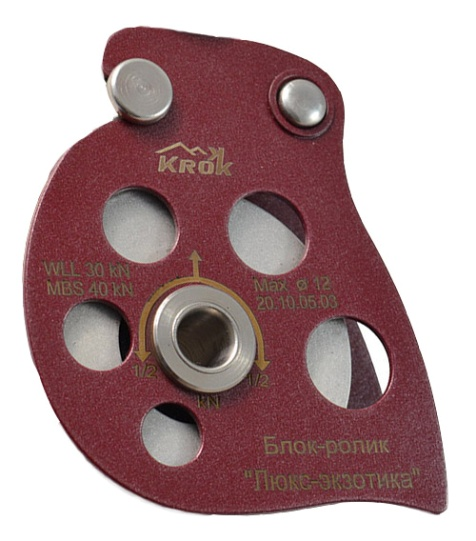 KROK
WLL 30 kN
MBS 40 kN
Max ø 12
20.10.05.03
1/2
1/2
kN
Блок-ролик
"Люкс-экзотика"